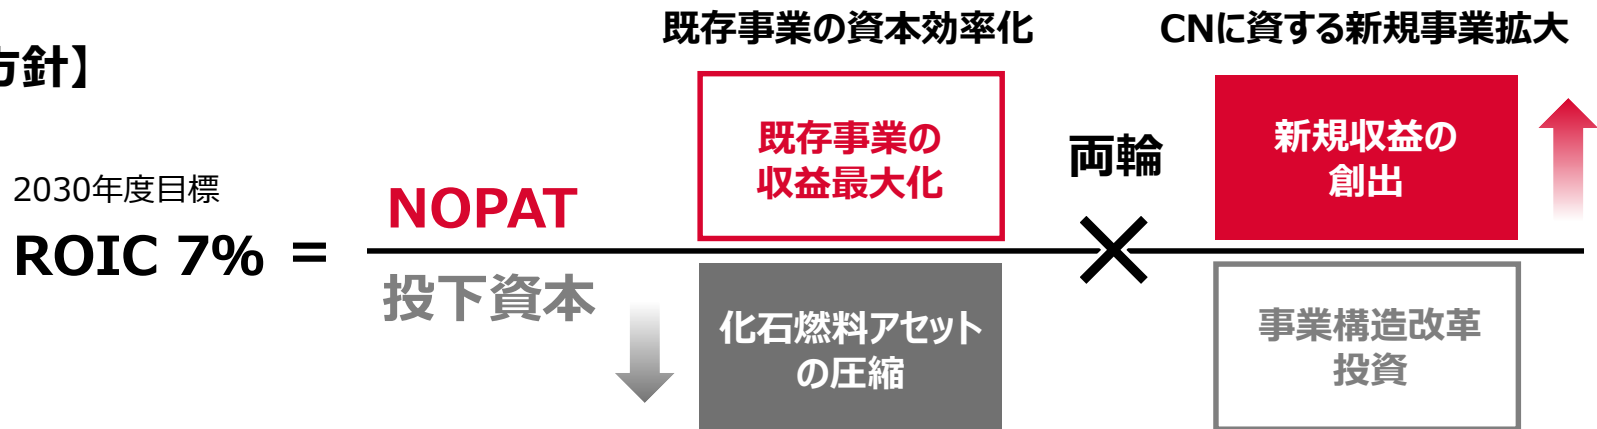 方針】
2030年度目標
ROIC 7% =
NOPAT
投下資本
既存事業の資本効率化
既存事業の
収益最大化
化石燃料アセット
の圧縮
両輪
×
CNに資する新規事業拡大
新規収益の
創出
事業構造改革
投資